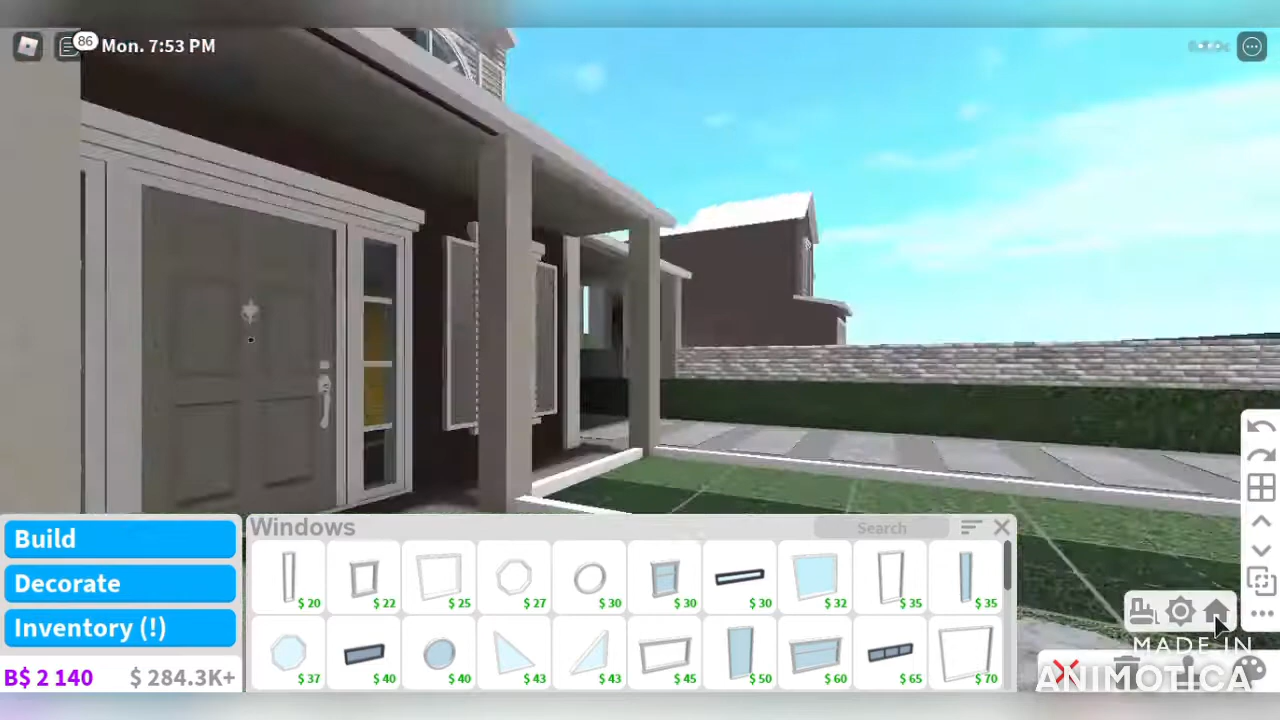 86
Mon. 7:53 PM
Windows
Search
Build
Decorate
Inventory (!)
B$ 2 140
$ 284.3K+
$ 20
$ 22
$ 25
$ 27
$ 30
$ 30
$ 30
$ 32
$ 35
$ 35
$ 37
$ 40
$ 40
$ 43
$ 43
$ 45
$ 50
$ 60
$ 65
$ 70
MADE IN
ANIMOTICA